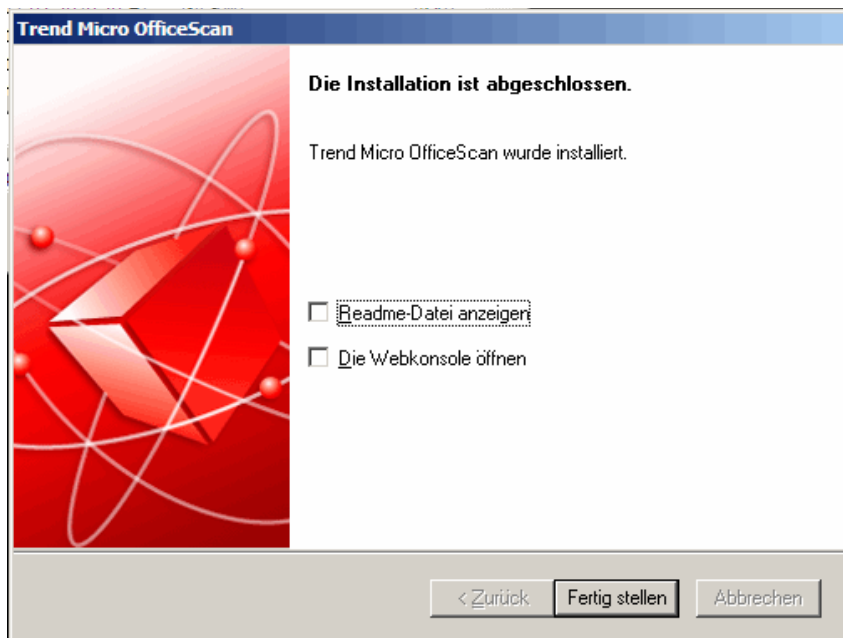 Trend Micro OfficeScan
Die Installation ist abgeschlossen.
Trend Micro OfficeScan wurde installiert.
Readme-Datei anzeigen
Die Webkonsole öffnen
< Zurück
Fertig stellen
Abbrechen